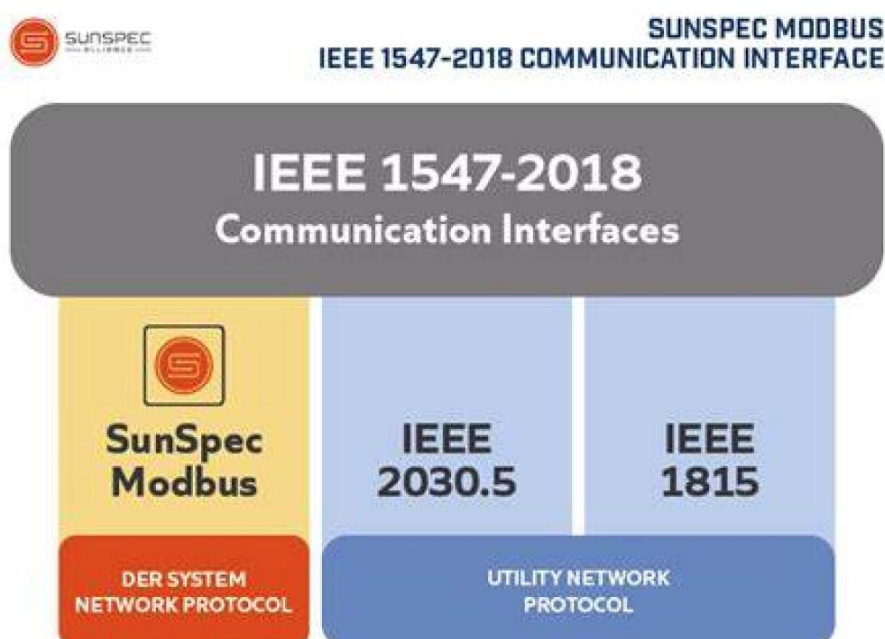 SUNSPEC
ALLIANCE
SUNSPEC MODBUS
IEEE 1547-2018 COMMUNICATION INTERFACE
IEEE 1547-2018
Communication Interfaces
SunSpec
Modbus
IEEE
2030.5
IEEE
1815
DER SYSTEM
NETWORK PROTOCOL
UTILITY NETWORK
PROTOCOL